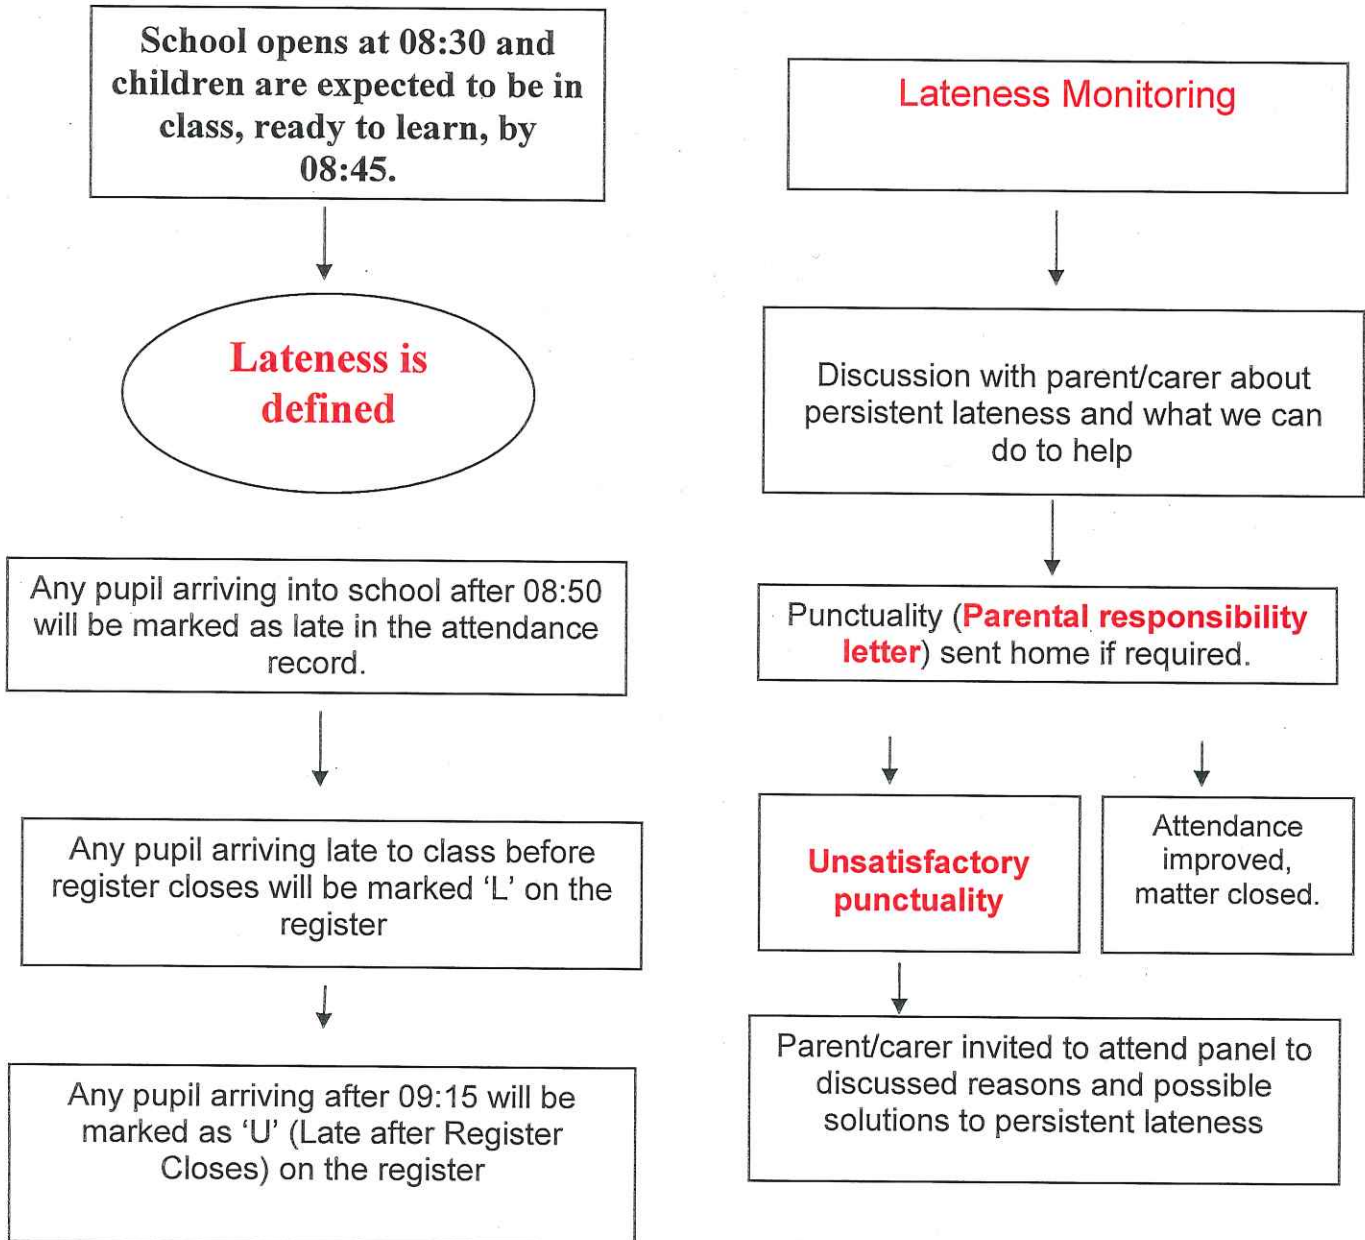 School opens at 08:30 and
children are expected to be in
class, ready to learn, by
08:45.
Lateness is
defined
Any pupil arriving into school after 08:50
will be marked as late in the attendance
record.
Any pupil arriving late to class before
register closes will be marked ‘L’ on the
register
Any pupil arriving after 09:15 will be
marked as ‘U’ (Late after Register
Closes) on the register
Lateness Monitoring
Discussion with parent/carer about
persistent lateness and what we can
do to help
Punctuality (Parental responsibility
letter) sent home if required.
Unsatisfactory
punctuality
Attendance
improved,
matter closed.
Parent/carer invited to attend panel to
discussed reasons and possible
solutions to persistent lateness